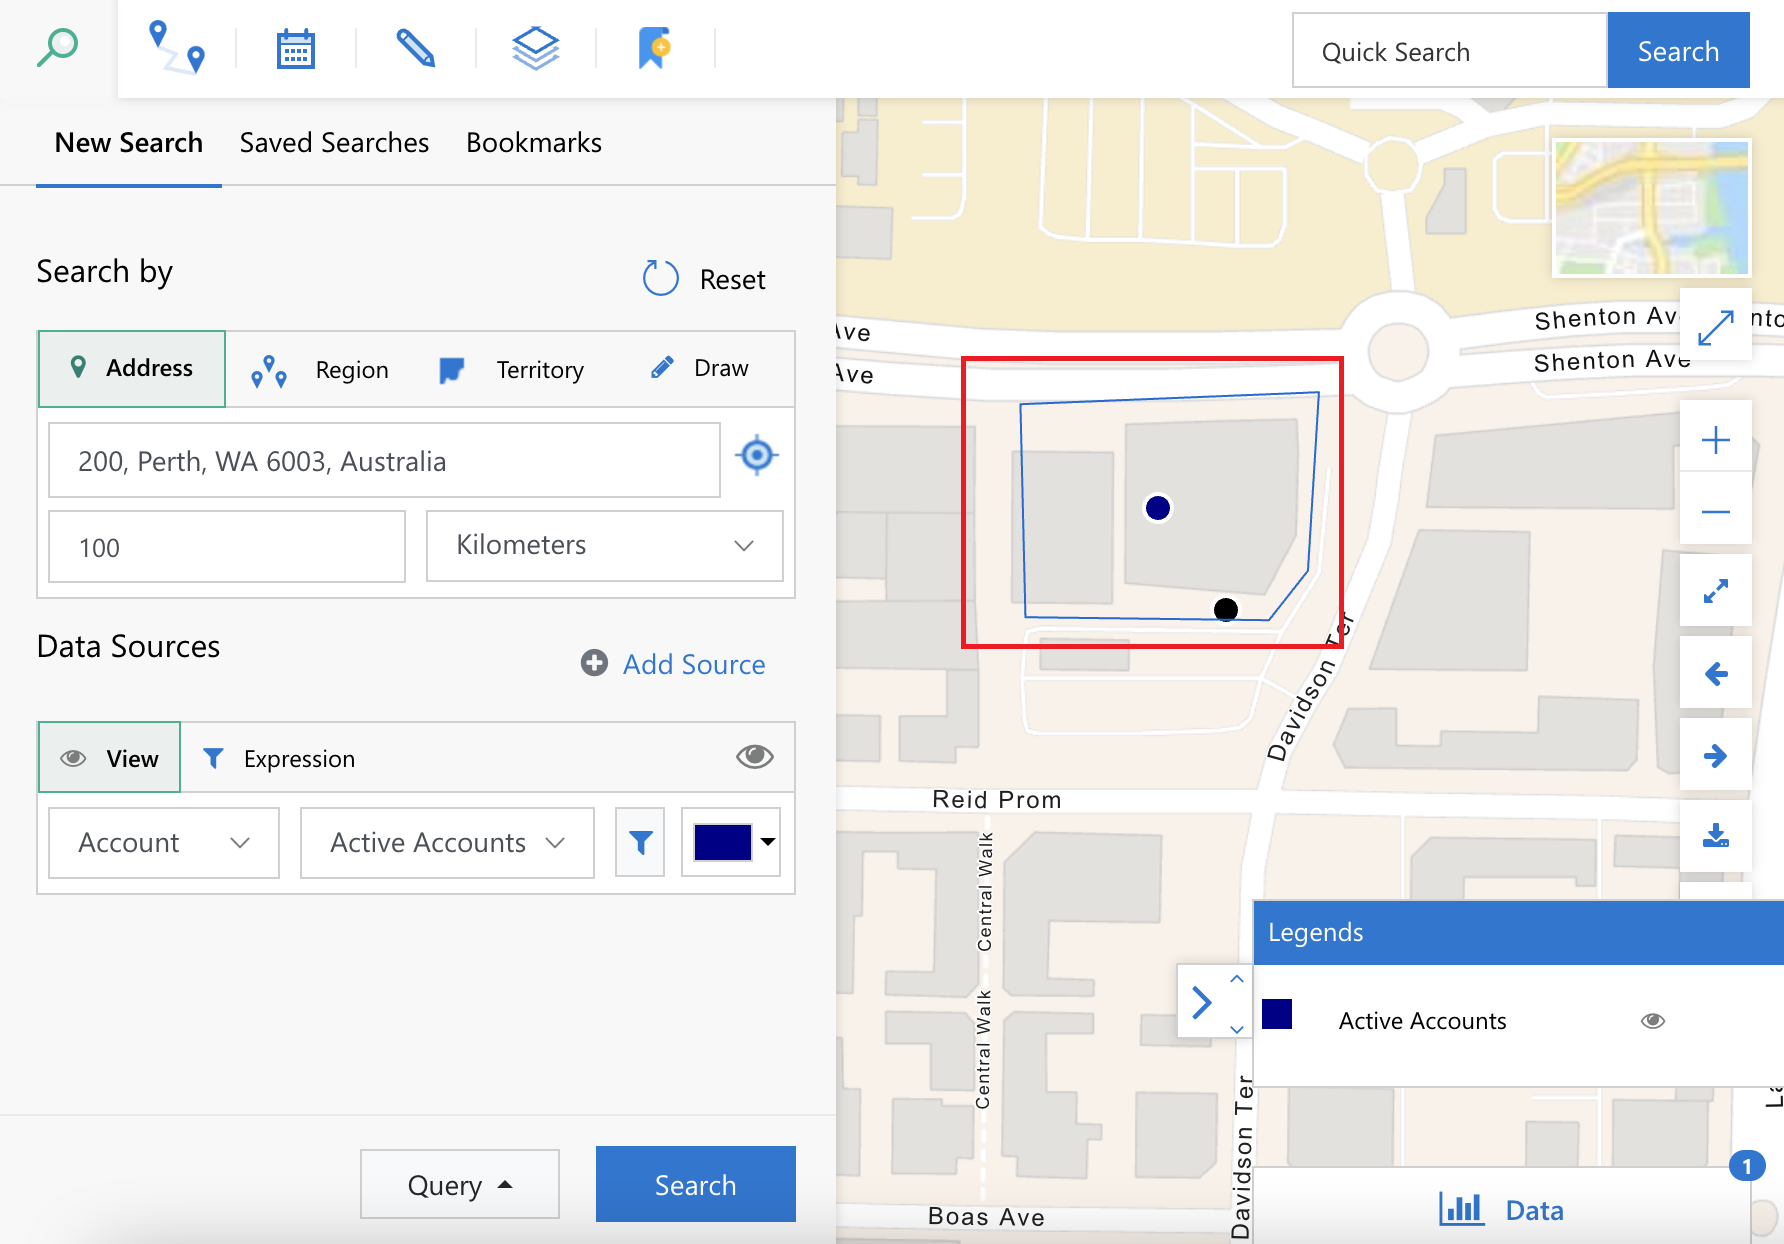 Quick Search
Search
New Search
Saved Searches
Bookmarks
Search by
Reset
Address
Region
Territory
Draw
200, Perth, WA 6003, Australia
100
Kilometers
Data Sources
Add Source
View
Expression
Account
Active Accounts
Query
Search
Ave
Ave
Shenton Ave
Shenton Ave
Davidson Ter
Reid Prom
Central Walk
Central Walk
Davidson Ter
Boas Ave
Legends
Active Accounts
1
Data